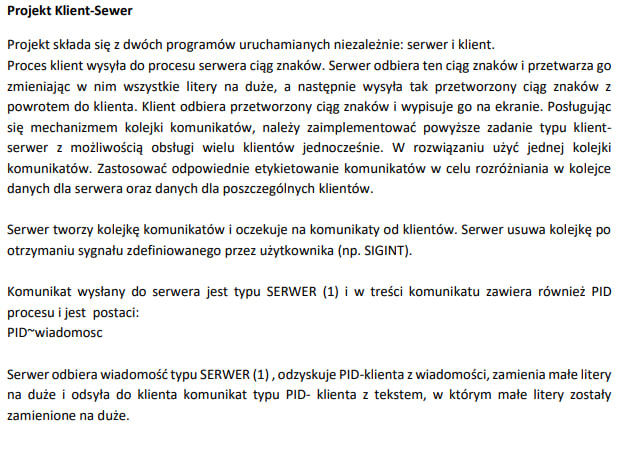 Projekt Klient-Sewer
Projekt składa się z dwóch programów uruchamianych niezależnie: serwer i klient.
Proces klient wysyła do procesu serwera ciąg znaków. Serwer odbiera ten ciąg znaków i przetwarza go
zmieniając w nim wszystkie litery na duże, a następnie wysyła tak przetworzony ciąg znaków z
powrotem do klienta. Klient odbiera przetworzony ciąg znaków i wypisuje go na ekranie. Posługując
się mechanizmem kolejki komunikatów, należy zaimplementować powyższe zadanie typu klient-
serwer z możliwością obsługi wielu klientów jednocześnie. W rozwiązaniu użyć jednej kolejki
komunikatów. Zastosować odpowiednie etykietowanie komunikatów w celu rozróżniania w kolejce
danych dla serwera oraz danych dla poszczególnych klientów.
Serwer tworzy kolejkę komunikatów i oczekuje na komunikaty od klientów. Serwer usuwa kolejkę po
otrzymaniu sygnału zdefiniowanego przez użytkownika (np. SIGINT).
Komunikat wysłany do serwera jest typu SERWER (1) i w treści komunikatu zawiera również PID
procesu i jest  postaci:
PID~wiadomosc
Serwer odbiera wiadomość typu SERWER (1) , odzyskuje PID-klienta z wiadomości, zamienia małe litery
na duże i odsyła do klienta komunikat typu PID- klienta z tekstem, w którym małe litery zostały
zamienione na duże.